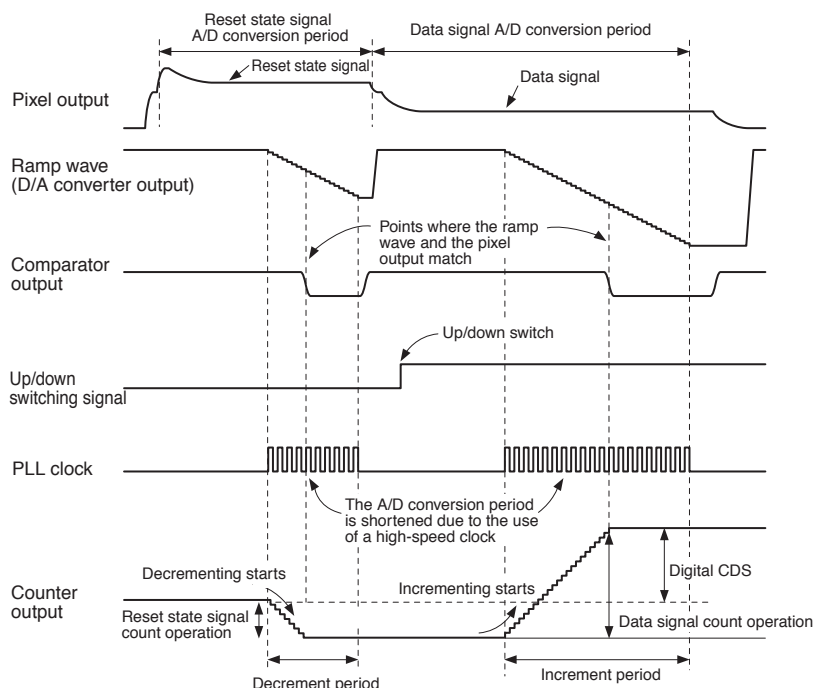 Reset state signal
A/D conversion period
Data signal A/D conversion period
Reset state signal
Data signal
Pixel output
Ramp wave
(D/A converter output)
Points where the ramp
wave and the pixel
output match
Comparator
output
Up/down switch
Up/down
switching signal
PLL clock
The A/D conversion period
is shortened due to the use
of a high-speed clock
Decrementing starts
Incrementing starts
Digital CDS
Counter
output
Reset state signal
count operation
Data signal count operation
Decrement period
Increment period